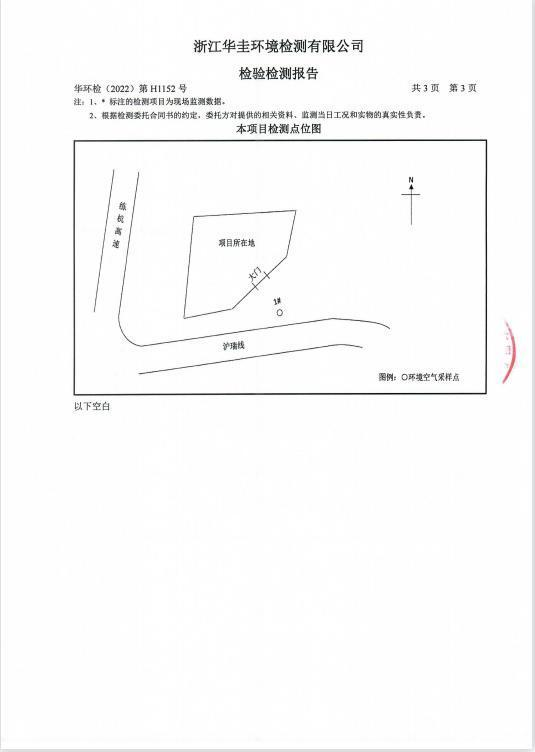 浙江华圭环境检测有限公司
检验检测报告
华环检（2022）第 H1152 号
共 3 页 第 3 页
注：1、* 标注的检测项目为现场监测数据。
2、根据检测委托合同书的约定，委托方对提供的相关资料、监测当日工况和实物的真实性负责。
本项目检测点位图
N
练杭高速
项目所在地
大门
1#
沪瑞线
图例：〇环境空气采样点
以下空白